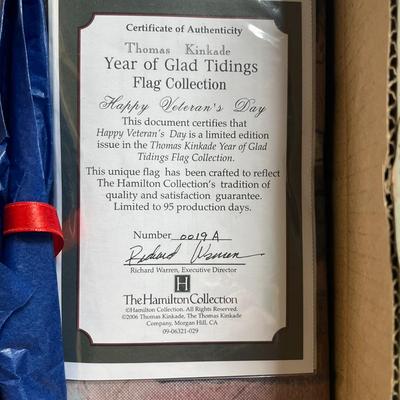 Certificate of Authenticity
Thomas Kinkade
Year of Glad Tidings
Flag Collection
Happy Veteran's Day
This document certifies that
Happy Veteran's Day is a limited edition
issue in the Thomas Kinkade Year of Glad
Tidings Flag Collection.
This unique flag has been crafted to reflect
The Hamilton Collection's tradition of
quality and satisfaction guarantee.
Limited to 95 production days.
Number 0019A
Richard Warren
Richard Warren, Executive Director
H
The Hamilton Collection
©Hamilton Collection. All Rights Reserved.
©2006 Thomas Kinkade, The Thomas Kinkade
Company, Morgan Hill, CA
09-06321-029